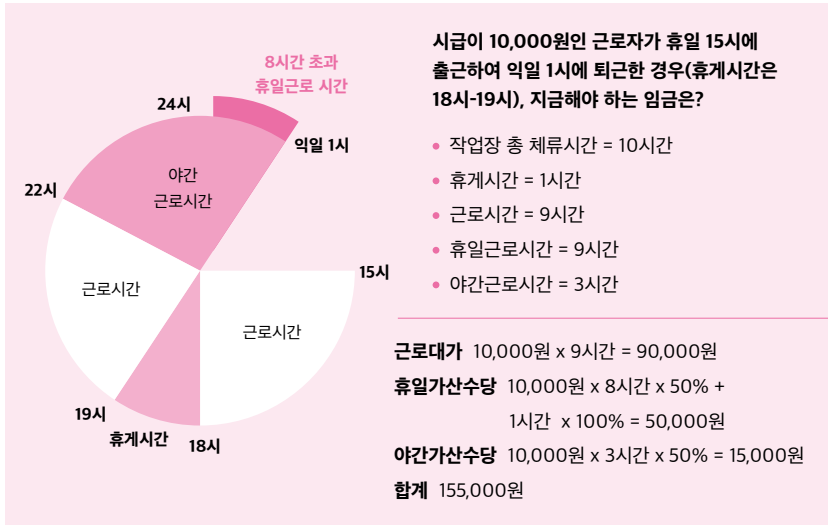 8시간 초과
휴일근로 시간
24시
익일 1시
야간
근로시간
22시
15시
근로시간
근로시간
19시
휴게시간
18시
시급이 10,000원인 근로자가 휴일 15시에
출근하여 익일 1시에 퇴근한 경우(휴게시간은
18시-19시), 지급해야 하는 임금은?
• 작업장 총 체류시간 = 10시간
• 휴게시간 = 1시간
• 근로시간 = 9시간
• 휴일근로시간 = 9시간
• 야간근로시간 = 3시간
근로대가 10,000원 x 9시간 = 90,000원
휴일가산수당 10,000원 x 8시간 x 50% +
1시간 x 100% = 50,000원
야간가산수당 10,000원 x 3시간 x 50% = 15,000원
합계 155,000원